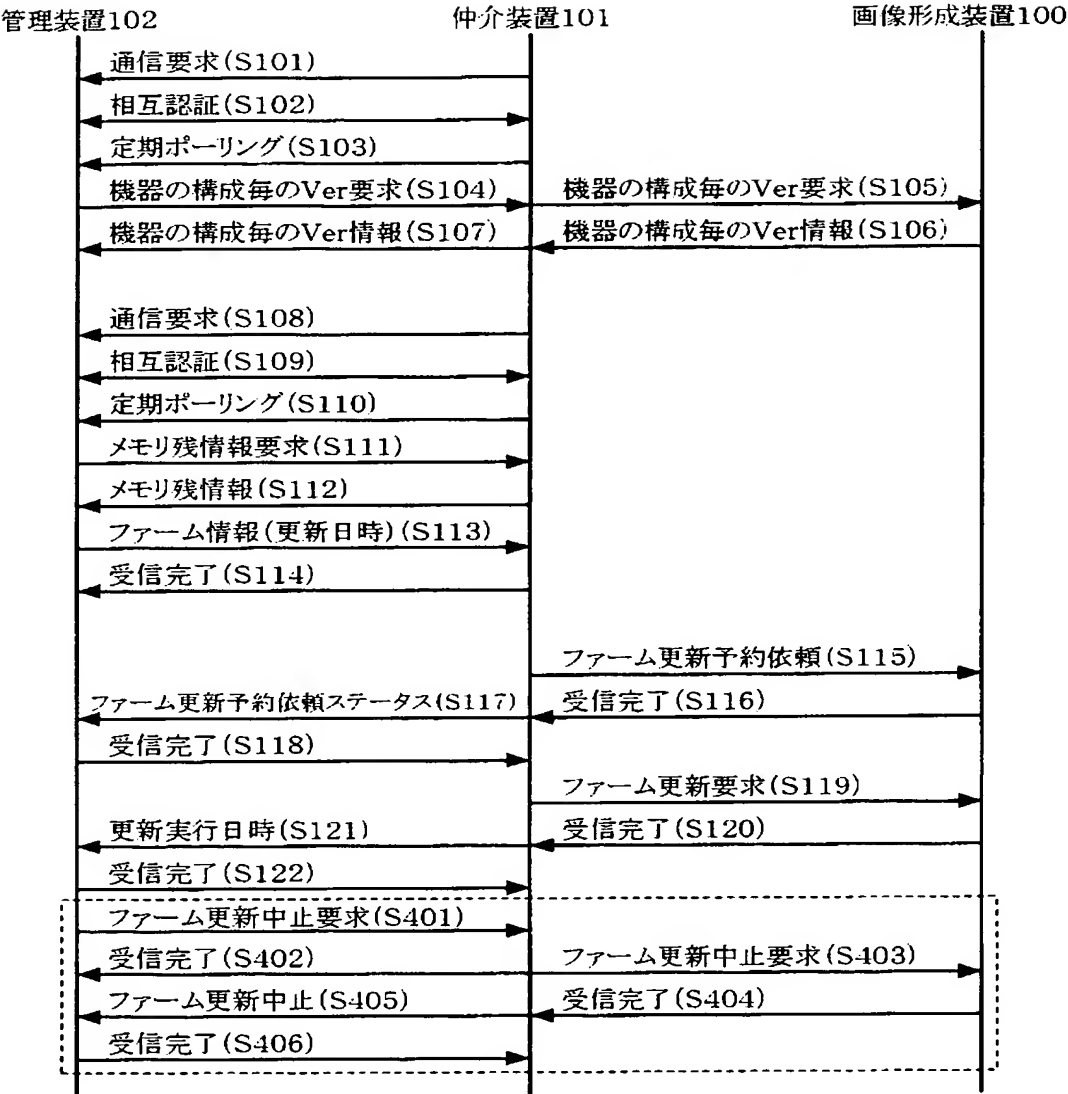 管理装置102
仲介装置101
画像形成装置100
通信要求(S101)
相互認証(S102)
定期ポーリング(S103)
機器の構成毎のVer要求(S104)
機器の構成毎のVer要求(S105)
機器の構成毎のVer情報(S107)
機器の構成毎のVer情報(S106)
通信要求(S108)
相互認証(S109)
定期ポーリング(S110)
メモリ残情報要求(S111)
メモリ残情報(S112)
ファーム情報(更新日時)(S113)
受信完了(S114)
ファーム更新予約依頼(S115)
ファーム更新予約依頼ステータス(S117)
受信完了(S116)
受信完了(S118)
ファーム更新要求(S119)
更新実行日時(S121)
受信完了(S120)
受信完了(S122)
ファーム更新中止要求(S401)
受信完了(S402)
ファーム更新中止要求(S403)
ファーム更新中止(S405)
受信完了(S404)
受信完了(S406)